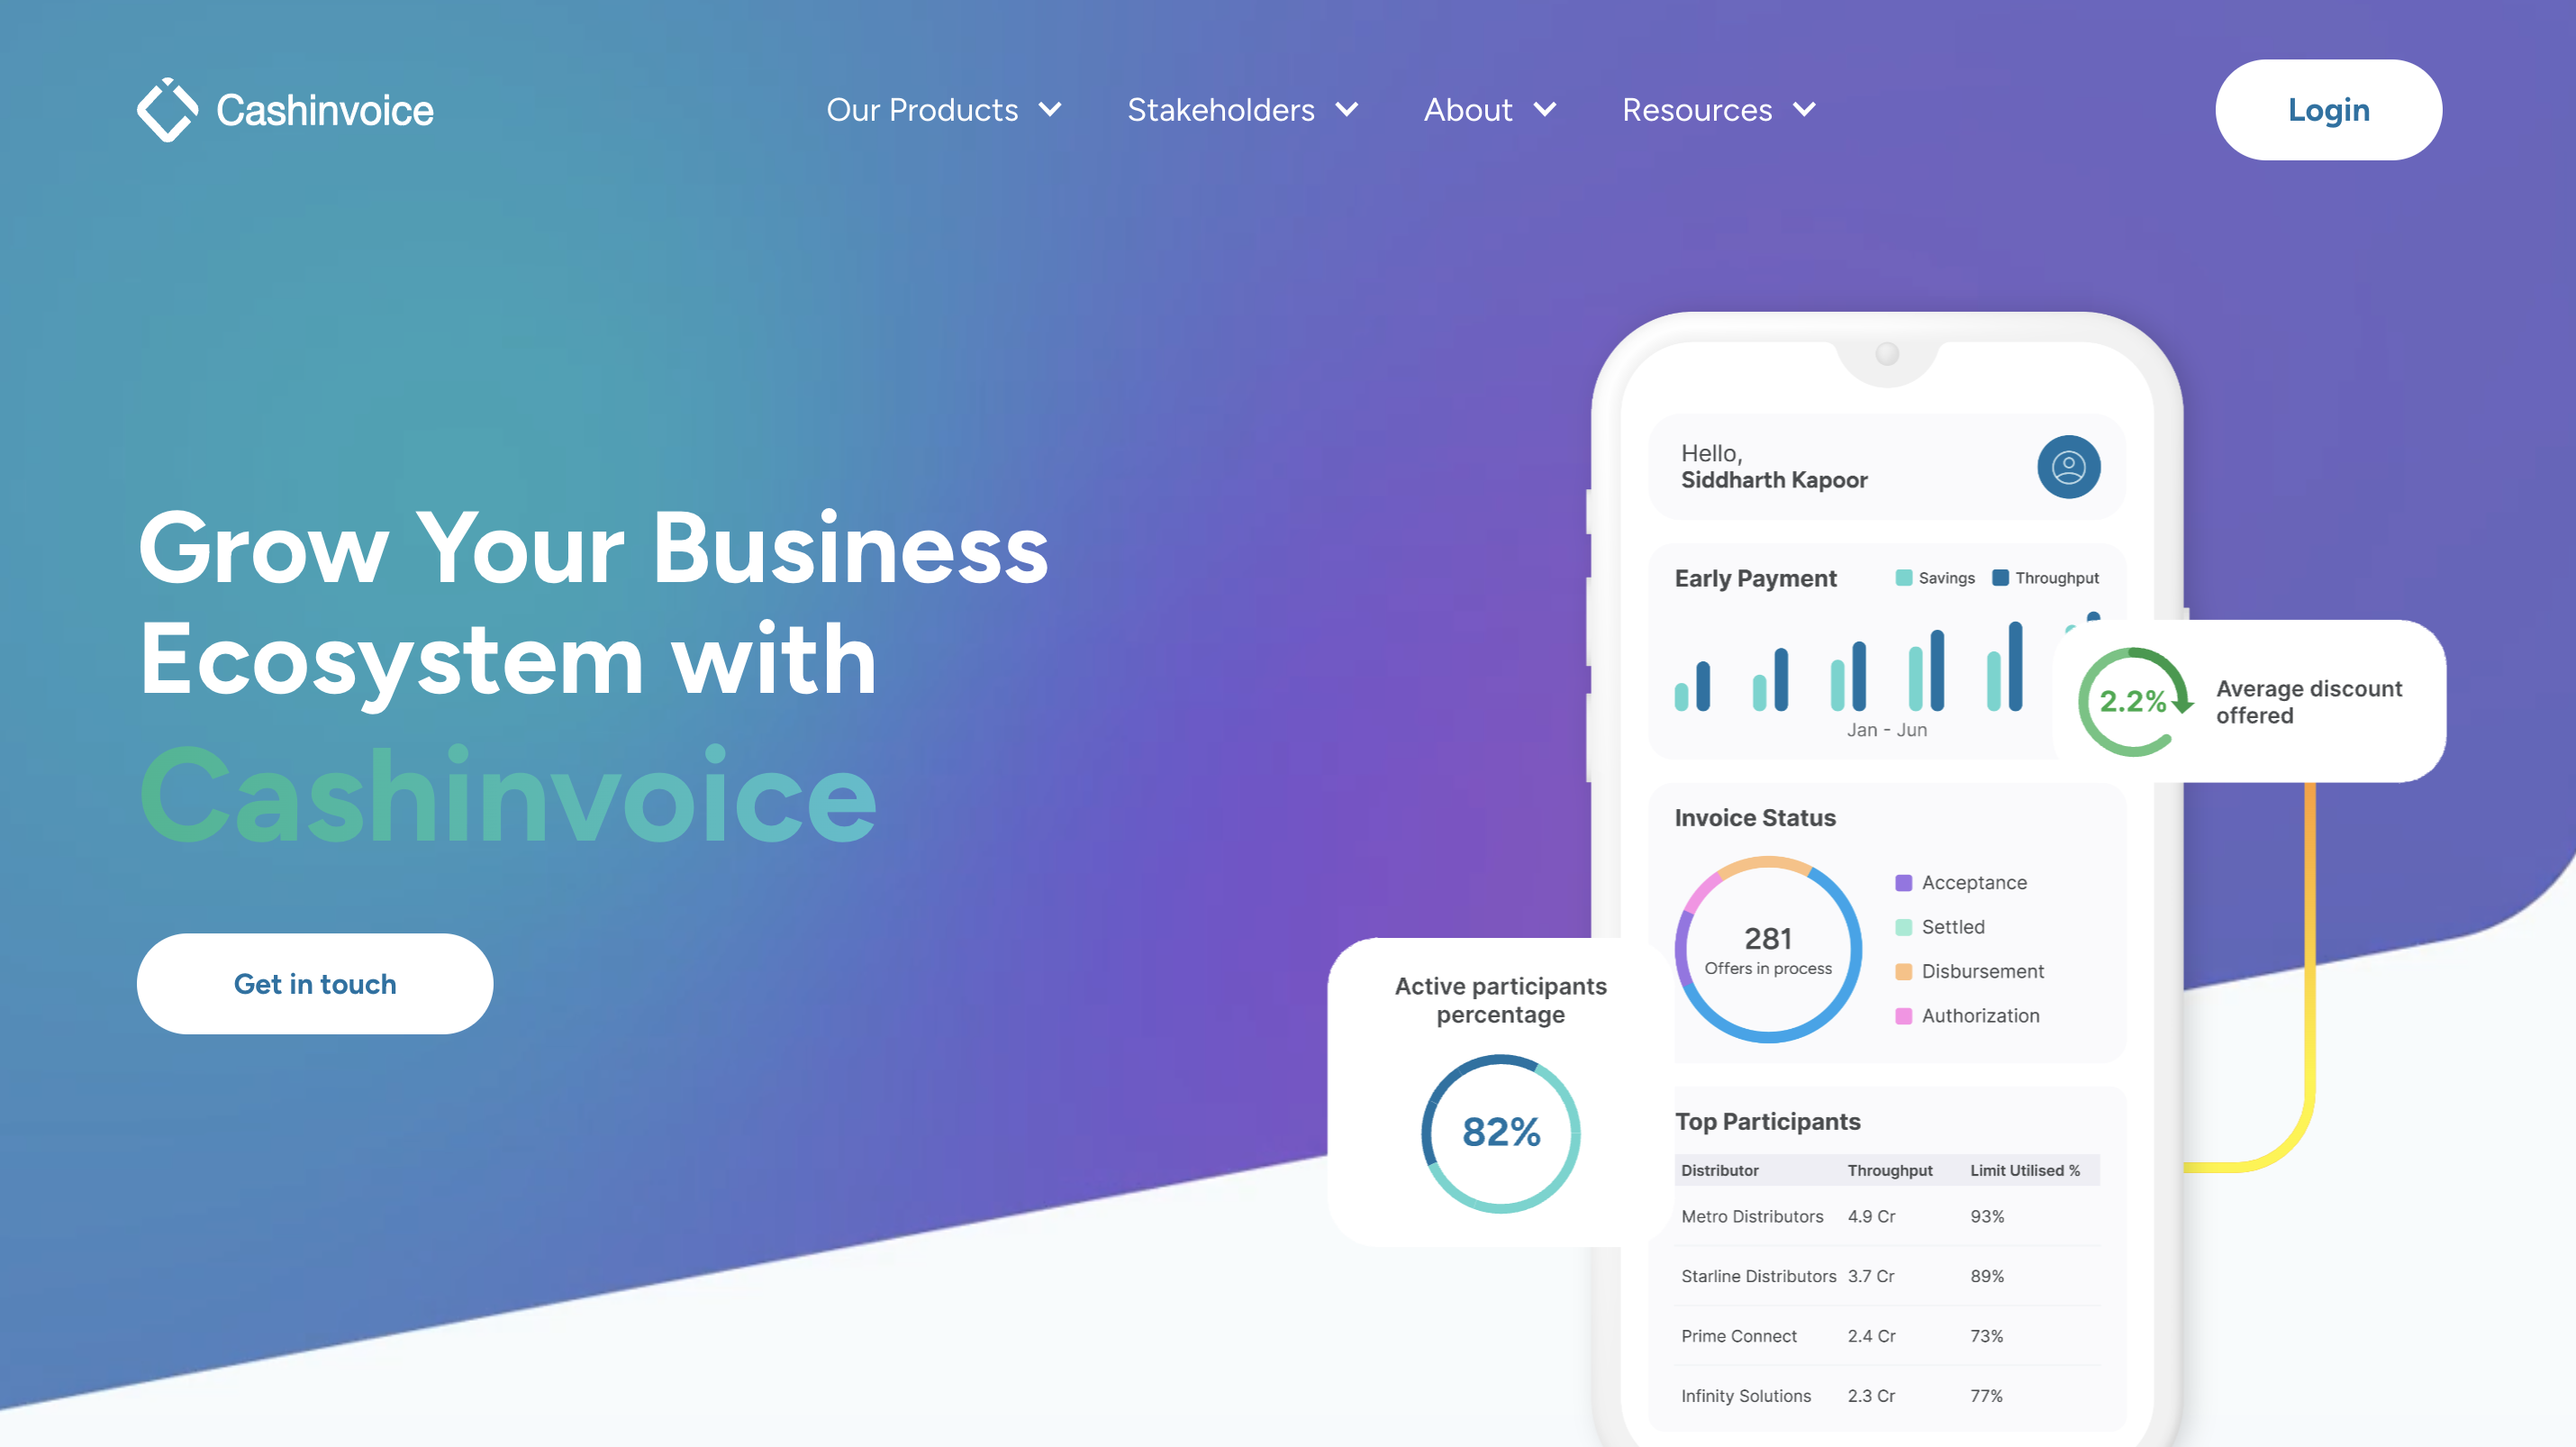 Cashinvoice
Our Products
Stakeholders
About
Resources
Login
Grow Your Business
Ecosystem with
Cashinvoice
Get in touch
Hello,
Siddharth Kapoor
Early Payment
Savings
Throughput
Jan - Jun
2.2%
Average discount
offered
Invoice Status
281
Offers in process
Acceptance
Settled
Disbursement
Authorization
Active participants
percentage
82%
Top Participants
Distributor Throughput Limit Utilised %
Metro Distributors 4.9 Cr 93%
Starline Distributors 3.7 Cr 89%
Prime Connect 2.4 Cr 73%
Infinity Solutions 2.3 Cr 77%